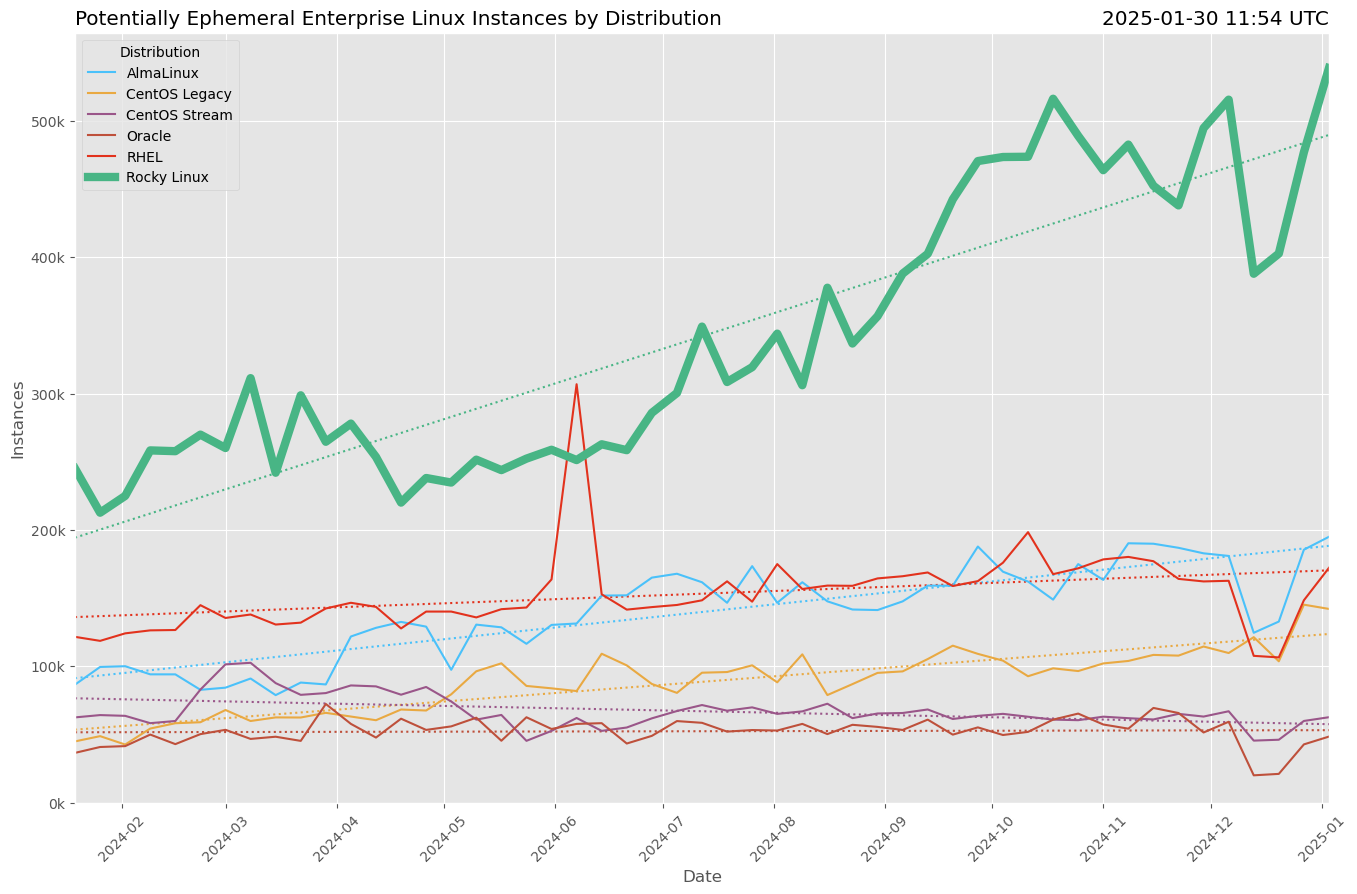 Potentially Ephemeral Enterprise Linux Instances by Distribution
2025-01-30 11:54 UTC
Distribution
AlmaLinux
CentOS Legacy
CentOS Stream
Oracle
RHEL
Rocky Linux
500k
400k
300k
200k
100k
0k
Instances
2024-02
2024-03
2024-04
2024-05
2024-06
2024-07
2024-08
2024-09
2024-10
2024-11
2024-12
2025-01
Date